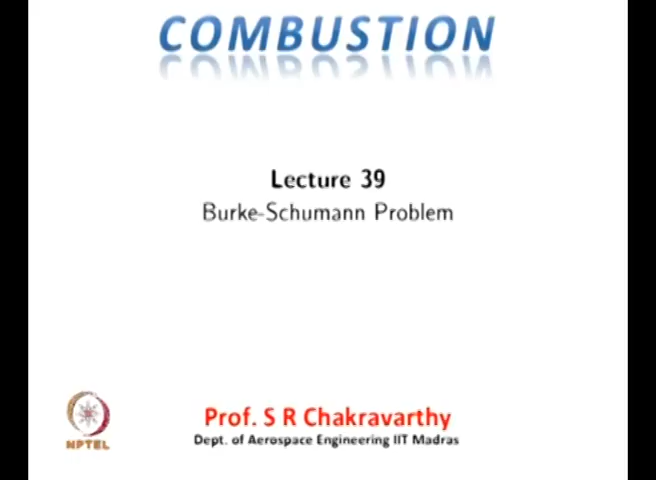 COMBUSTION
Lecture 39
Burke-Schumann Problem
Prof. S R Chakravarthy
Dept. of Aerospace Engineering IIT Madras
NPTEL